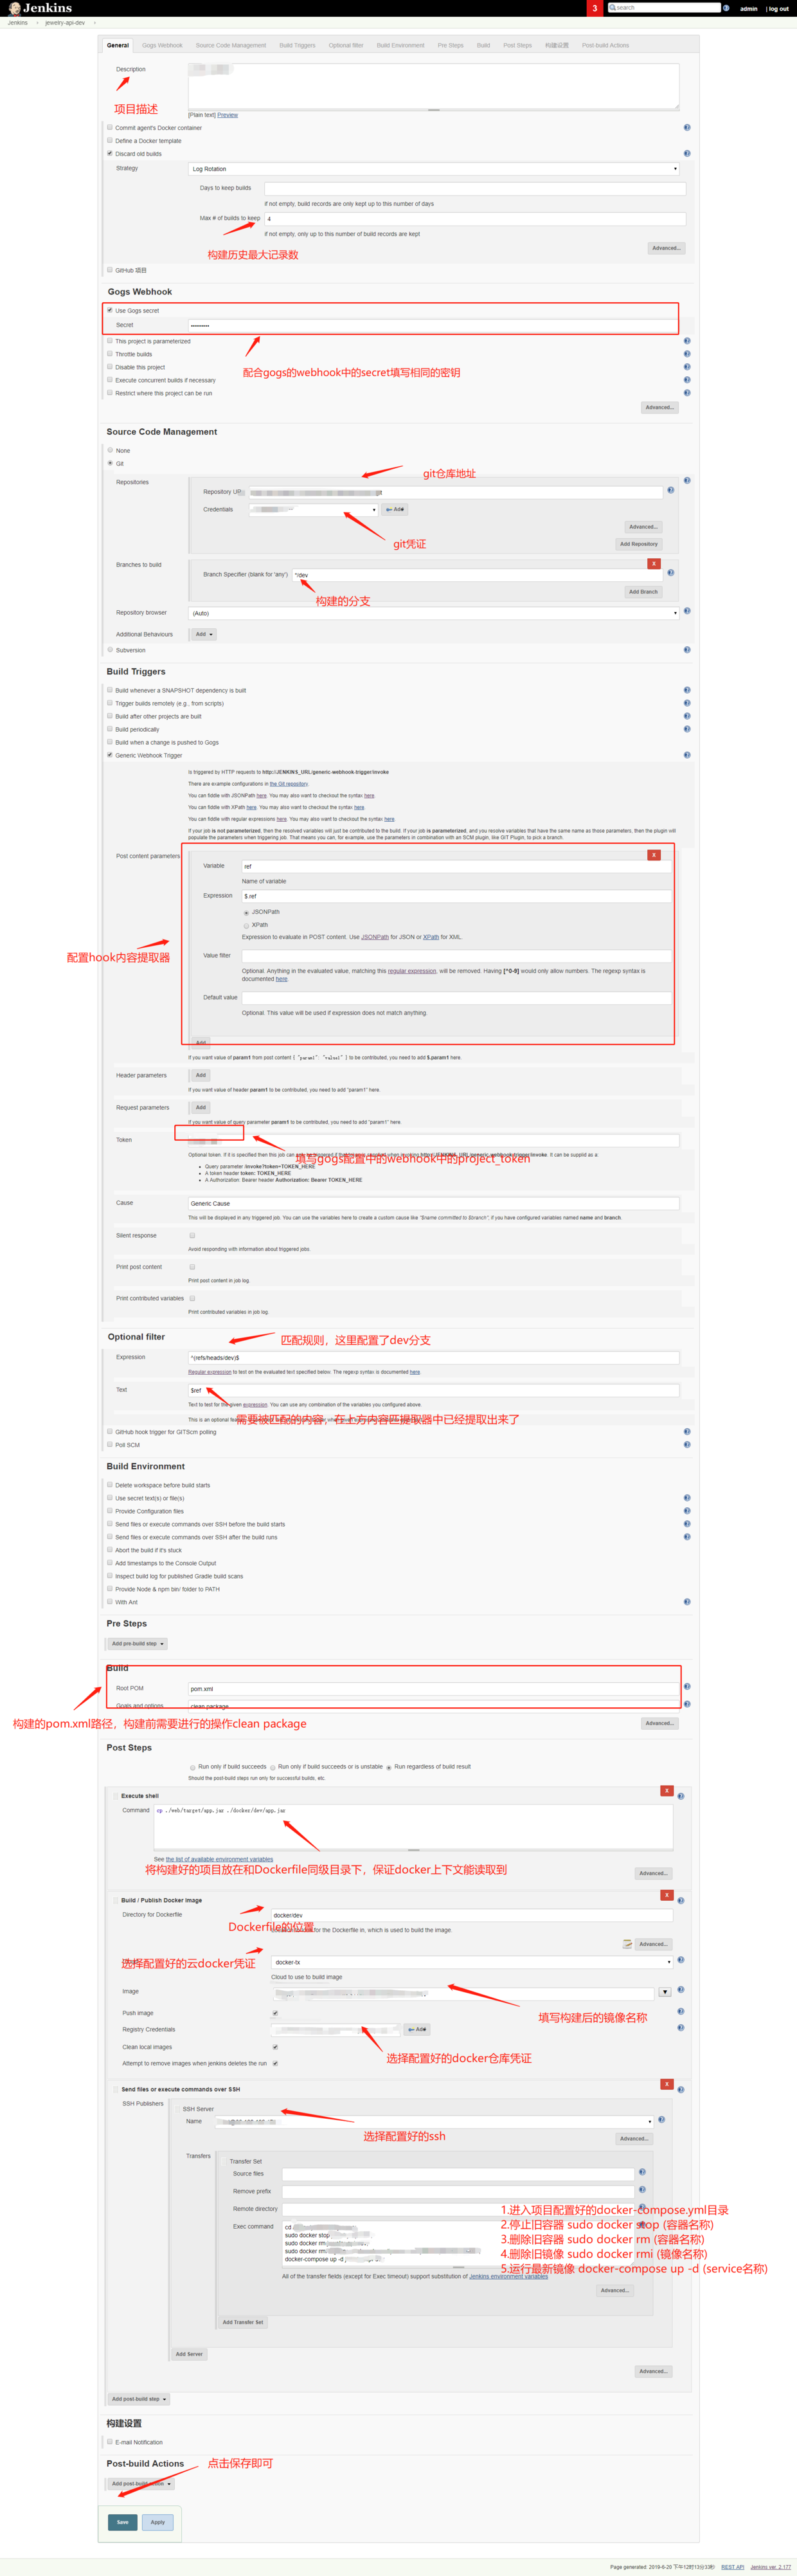 Jenkins
3
search
admin
| log out
Jenkins
jewelry-api-dev
General
Gogs Webhook
Source Code Management
Build Triggers
Optional filter
Build Environment
Pre Steps
Build
Post Steps
构建设置
Post-build Actions
Description
项目描述
[Plain text] Preview
Commit agent's Docker container
Define a Docker template
Discard old builds
Strategy
Log Rotation
Days to keep builds
if not empty, build records are only kept up to this number of days
Max # of builds to keep
4
if not empty, only up to this number of build records are kept
构建历史最大记录数
Advanced...
GitHub 项目
Gogs Webhook
Use Gogs secret
Secret
This project is parameterized
Throttle builds
配合gogs的webhook中的secret填写相同的密钥
Disable this project
Execute concurrent builds if necessary
Restrict where this project can be run
Advanced...
Source Code Management
None
Git
git仓库地址
Repositories
Repository
Credentials
Add
Advanced...
git凭证
Add Repository
Branches to build
X
Branch Specifier (blank for 'any')
*/dev
构建的分支
Add Branch
Repository browser
(Auto)
Additional Behaviours
Add
Subversion
Build Triggers
Build whenever a SNAPSHOT dependency is built
Trigger builds remotely (e.g., from scripts)
Build after other projects are built
Build periodically
Build when a change is pushed to Gogs
Generic Webhook Trigger
Is triggered by HTTP requests to http://JENKINS_URL/generic-webhook-trigger/invoke
There are example configurations in the Git repository.
You can fiddle with JSONPath here. You may also want to checkout the syntax here.
You can fiddle with XPath here. You may also want to checkout the syntax here
You can fiddle with regular expressions here. You may also want to checkout the syntax here.
If your job is not parameterized, then the resolved variables will just be contributed to the build. If your job is parameterized, and you resolve variables that have the same name as those parameters, then the plugin will
populate the parameters when triggering job. That means you can, for example, use the parameters in combination with an SCM plugin, like GIT Plugin, to pick a branch.
Post content parameters
X
Variable
ref
Name of variable
Expression
$.ref
JSONPath
XPath
Expression to evaluate in POST content. Use JSONPath for JSON or XPath for XML.
配置hook内容提取器
Value filter
Optional. Anything in the evaluated value, matching this regular expression, will be removed. Having [^0-9] would only allow numbers. The regexp syntax is
documented here.
Default value
Optional. This value will be used if expression does not match anything.
Add
If you want value of param1 from post content { "param1": "value1" } to be contributed, you need to add $.param1 here.
Header parameters
Add
If you want value of header param1 to be contributed, you need to add "param1" here.
Request parameters
Add
If you want value of query parameter param1 to be contributed, you need to add "param1" here.
Token
填写gogs配置中的webhook中的project_token
Optional token. If it is specified then this job can
It can be supplied as a:
Query parameter /invoke?token=TOKEN_HERE
A token header token: TOKEN_HERE
A Authorization: Bearer header Authorization: Bearer TOKEN_HERE
Cause
Generic Cause
This will be displayed in any triggered job. You can use the variables here to create a custom cause like "$name committed to $branch", if you have configured variables named name and branch.
Silent response
Avoid responding with information about triggered jobs.
Print post content
Print post content in job log.
Print contributed variables
Print contributed variables in job log.
Optional filter
匹配规则，这里配置了dev分支
Expression
^(refs/heads/dev)$
Regular expression to test on the evaluated text specified below. The regexp syntax is documented here.
Text
$ref
Text to test for the given expression. You can use any combination of the variables you configured above.
This is an optional
需要被匹配的内容，在上方内容匹提取器中已经提取出来了
GitHub hook trigger for GITScm polling
Poll SCM
Build Environment
Delete workspace before build starts
Use secret text(s) or file(s)
Provide Configuration files
Send files or execute commands over SSH before the build starts
Send files or execute commands over SSH after the build runs
Abort the build if it's stuck
Add timestamps to the Console Output
Inspect build log for published Gradle build scans
Provide Node & npm bin/ folder to PATH
With Ant
Pre Steps
Add pre-build step
Build
Root POM
pom.xml
Goals and options
clean package
构建的pom.xml路径，构建前需要进行的操作clean package
Advanced...
Post Steps
Run only if build succeeds
Run only if build succeeds or is unstable
Run regardless of build result
Should the post-build steps run only for successful builds, etc.
X
Execute shell
Command
cp ./web/target/app.jar ./docker/dev/app.jar
See the list of available environment variables
将构建好的项目放在和Dockerfile同级目录下，保证docker上下文能读取到
Advanced...
X
Build / Publish Docker Image
Directory for Dockerfile
docker/dev
Dockerfile的位置
for the Dockerfile in, which is used to build the image.
Advanced...
选择配置好的云docker凭证
docker-tx
Cloud to use to build image
Image
填写构建后的镜像名称
Push image
Registry Credentials
Add
选择配置好的docker仓库凭证
Clean local images
Attempt to remove images when jenkins deletes the run
X
Send files or execute commands over SSH
SSH Publishers
SSH Server
Name
选择配置好的ssh
Advanced...
Transfers
Transfer Set
Source files
Remove prefix
Remote directory
Exec command
cd
sudo docker stop
sudo docker rm
sudo docker rmi
docker-compose up -d
1.进入项目配置好的docker-compose.yml目录
2.停止旧容器 sudo docker stop (容器名称)
3.删除旧容器 sudo docker rm (容器名称)
4.删除旧镜像 sudo docker rmi (镜像名称)
5.运行最新镜像 docker-compose up -d (service名称)
All of the transfer fields (except for Exec timeout) support substitution of Jenkins environment variables
Advanced...
Add Transfer Set
Add Server
Advanced...
Add post-build step
构建设置
E-mail Notification
Post-build Actions
点击保存即可
Add post-build action
Save
Apply
Page generated: 2019-6-20 下午12时13分33秒
REST API
Jenkins ver. 2.177